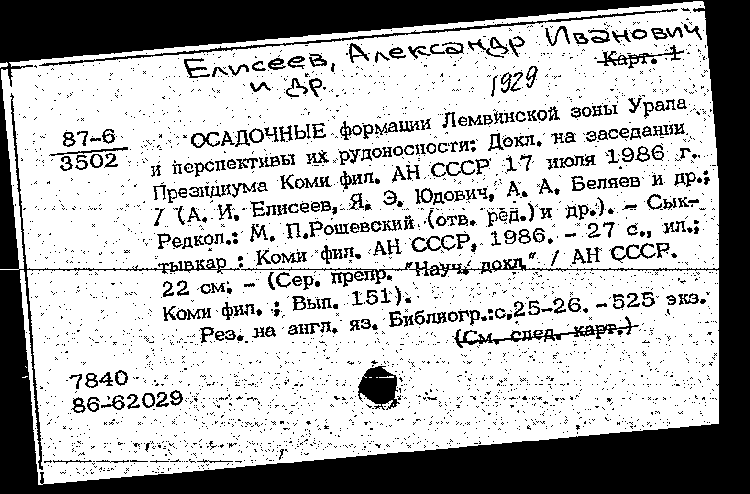 Елисеев, Александр Иванович
и др.
Карт. 1
1929
87-6
3502
ОСАДОЧНЫЕ формации Лемвинской зоны Урала
и перспективы их рудоносности: Докл. на заседании
Президиума Коми фил. АН СССР 17 июля 1986 г.
/ (А. И. Елисеев, Я. Э. Юдович, А. А. Беляев и др.;
Редкол.: М. П.Рошевский (отв. ред.) и др.). - Сык-
тывкар : Коми фил. АН СССР, 1986. - 27 с., ил.;
22 см. - (Сер. препр. "Науч. докл." / АН СССР.
Коми фил. ; Вып. 151).
Рез. на англ. яз. Библиогр.:с.25-26. - 525 экз.
(См. след. карт.)
7840
86-62029